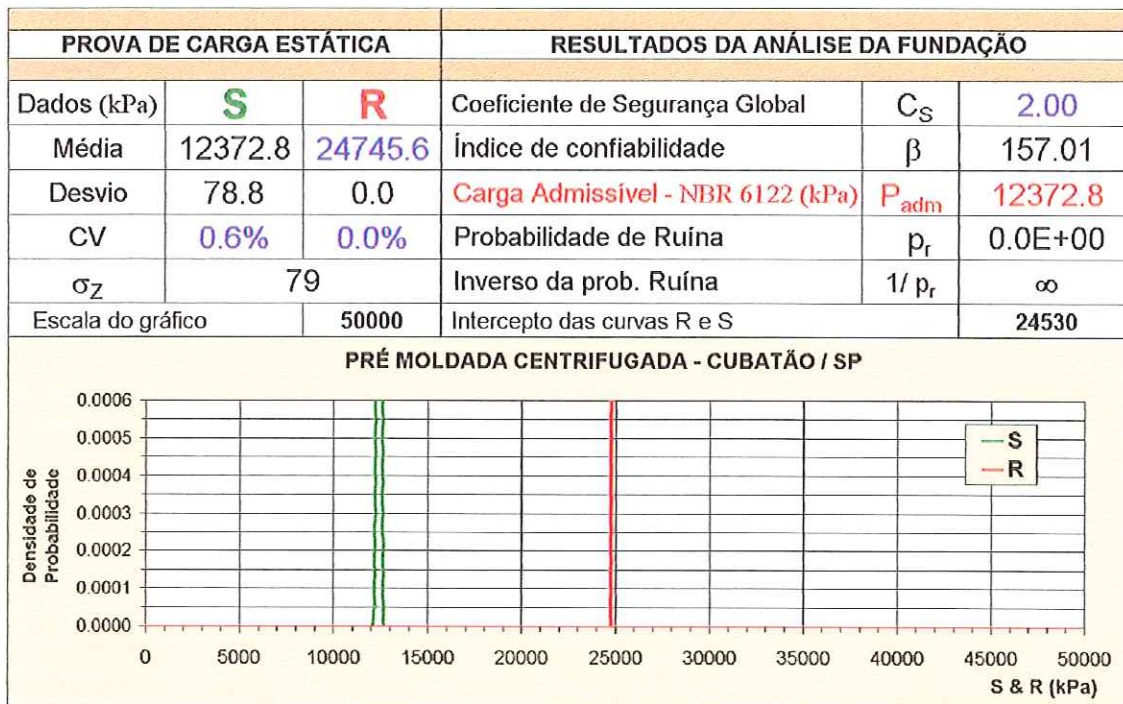 PROVA DE CARGA ESTÁTICA RESULTADOS DA ANÁLISE DA FUNDAÇÃO
Dados (kPa) S R Coeficiente de Segurança Global C_S 2.00
Média 12372.8 24745.6 Índice de confiabilidade β 157.01
Desvio 78.8 0.0 Carga Admissível - NBR 6122 (kPa) P_adm 12372.8
CV 0.6% 0.0% Probabilidade de Ruína p_r 0.0E+00
σ_Z 79 Inverso da prob. Ruína 1/ p_r ∞
Escala do gráfico 50000 Intercepto das curvas R e S 24530
PRÉ MOLDADA CENTRIFUGADA - CUBATÃO / SP
Densidade de
Probabilidade
0.0006
0.0005
0.0004
0.0003
0.0002
0.0001
0.0000
S
R
0 5000 10000 15000 20000 25000 30000 35000 40000 45000 50000
S & R (kPa)